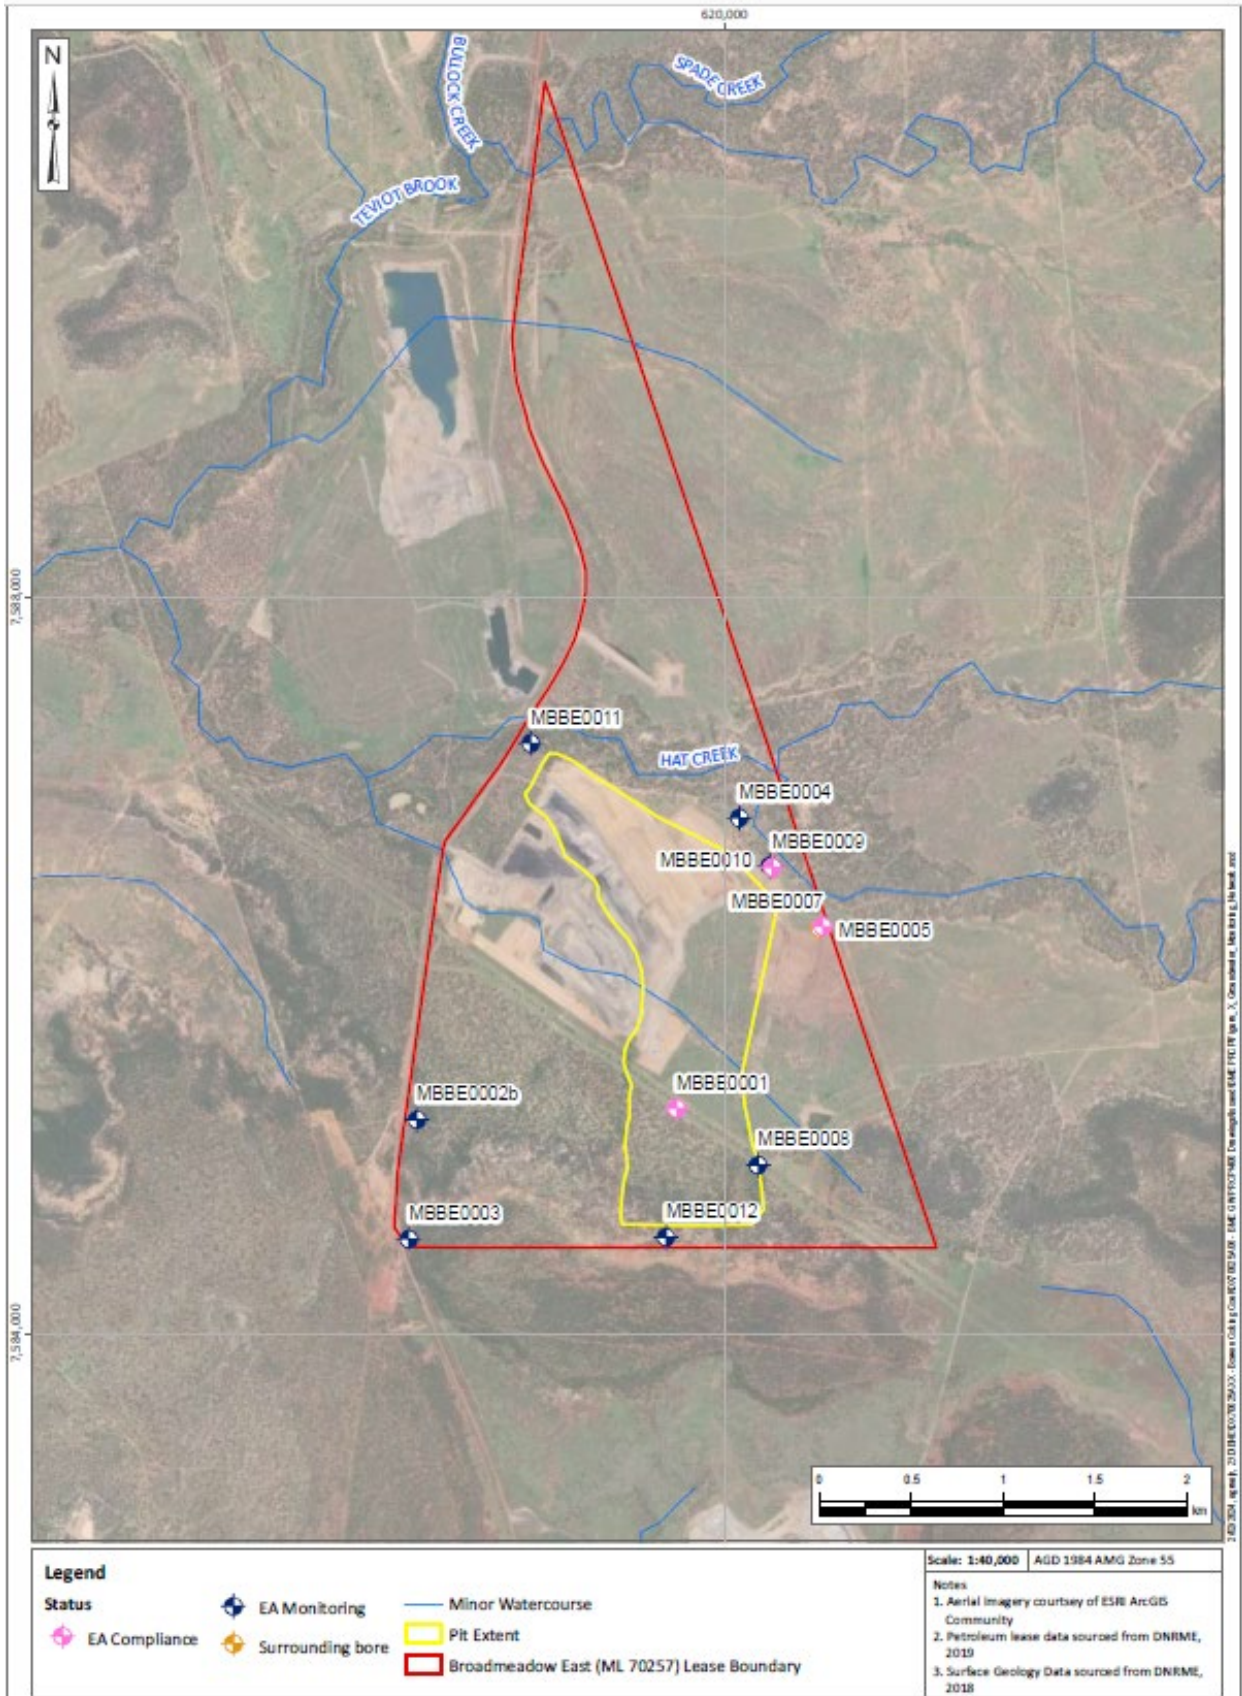 620,000
N
BULLOCK CREEK
SPADE CREEK
TEVIOT BROOK
7,588,000
MBBE0011
HAT CREEK
MBBE0004
MBBE0009
MBBE0010
MBBE0007
MBBE0005
MBBE0001
MBBE0002b
MBBE0008
MBBE0003
MBBE0012
7,584,000
0 0.5 1 1.5 2
km
Legend
Status
EA Compliance
EA Monitoring
Surrounding bore
Minor Watercourse
Pit Extent
Broadmeadow East (ML 70257) Lease Boundary
Scale: 1:40,000
AGD 1984 AMG Zone 55
Notes
1. Aerial imagery courtsey of ESRI ArcGIS
Community
2. Petroleum lease data sourced from DNRME,
2019
3. Surface Geology Data sourced from DNRME,
2018